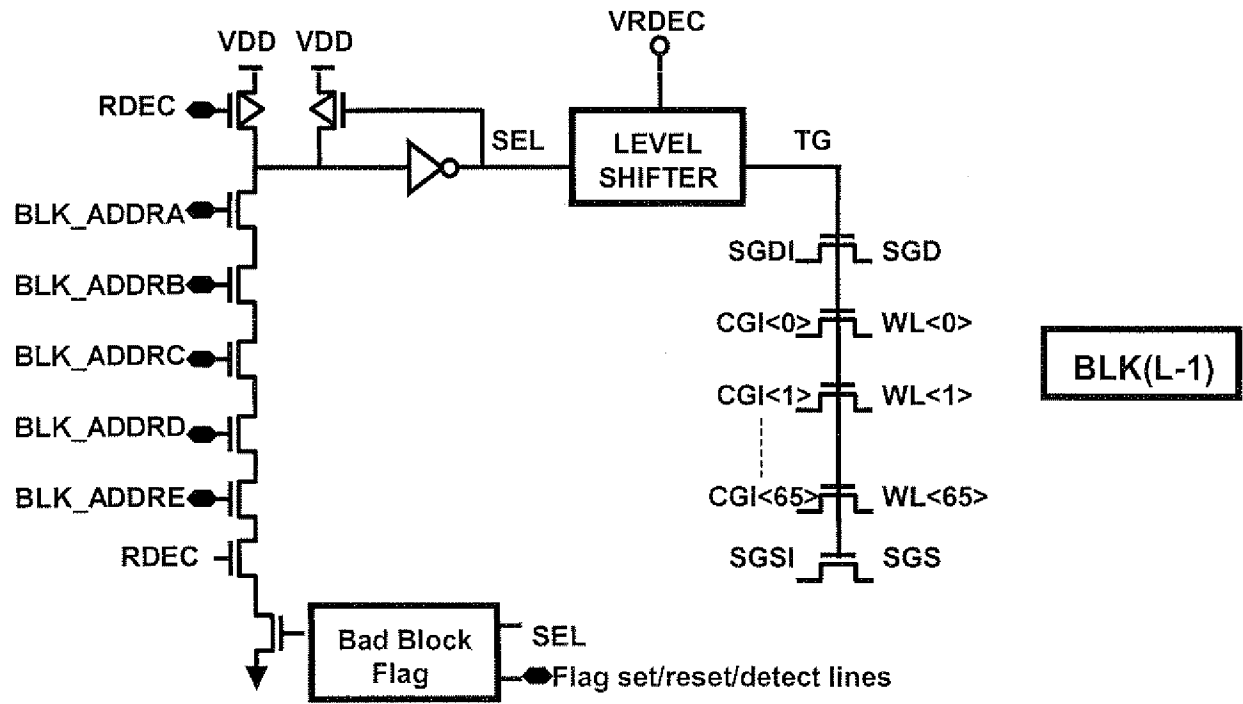 VRDEC
VDD VDD
RDEC
SEL
LEVEL
SHIFTER
TG
BLK_ADDRA
SGDI SGD
BLK_ADDRB
CGI<0> WL<0>
BLK_ADDRC
BLK(L-1)
CGI<1> WL<1>
BLK_ADDRD
BLK_ADDRE
CGI<65> WL<65>
RDEC
SGSI SGS
Bad Block
Flag
SEL
Flag set/reset/detect lines